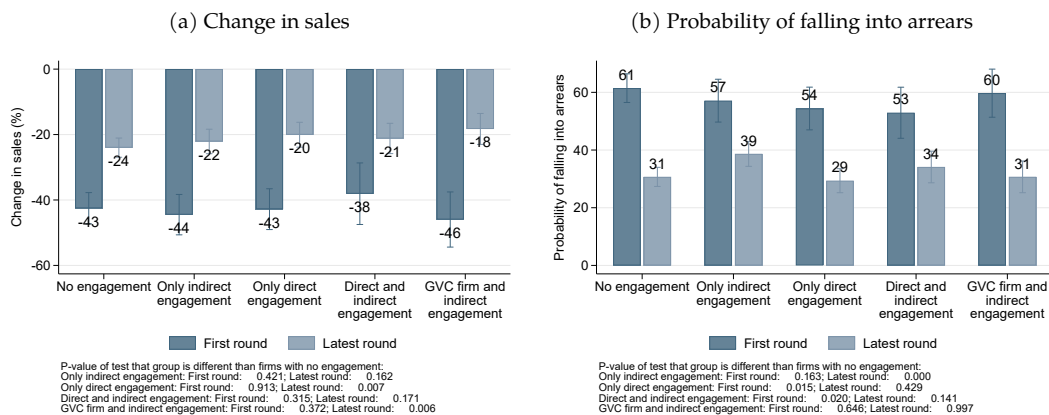 (a) Change in sales
0
-20
-40
-60
Change in sales (%)
-43
-24
-44
-22
-43
-20
-38
-21
-46
-18
No engagement
Only indirect
engagement
Only direct
engagement
Direct and
indirect
engagement
GVC firm and
indirect
engagement
First round
Latest round
P-value of test that group is different than firms with no engagement:
Only indirect engagement: First round: 0.421; Latest round: 0.162
Only direct engagement: First round: 0.913; Latest round: 0.007
Direct and indirect engagement: First round: 0.315; Latest round: 0.171
GVC firm and indirect engagement: First round: 0.372; Latest round: 0.006
(b) Probability of falling into arrears
60
40
20
0
Probability of falling into arrears
61
31
57
39
54
29
53
34
60
31
No engagement
Only indirect
engagement
Only direct
engagement
Direct and
indirect
engagement
GVC firm and
indirect
engagement
First round
Latest round
P-value of test that group is different than firms with no engagement:
Only indirect engagement: First round: 0.163; Latest round: 0.000
Only direct engagement: First round: 0.015; Latest round: 0.429
Direct and indirect engagement: First round: 0.020; Latest round: 0.141
GVC firm and indirect engagement: First round: 0.646; Latest round: 0.997